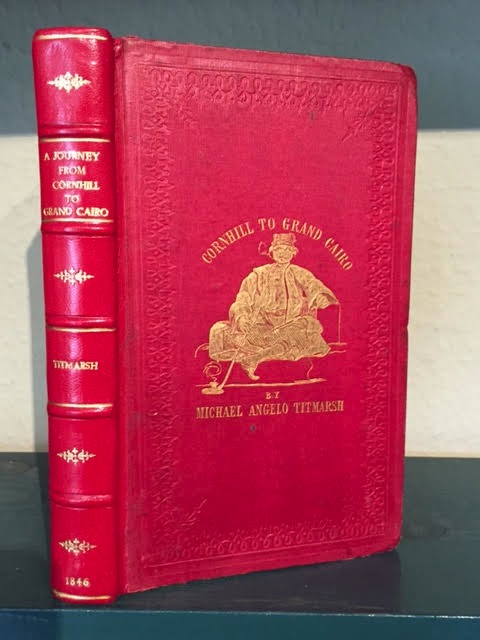 A JOURNEY
FROM
CORNHILL
TO
GRAND CAIRO
TITMARSH
1846
CORNHILL TO GRAND CAIRO
BY
MICHAEL ANGELO TITMARSH